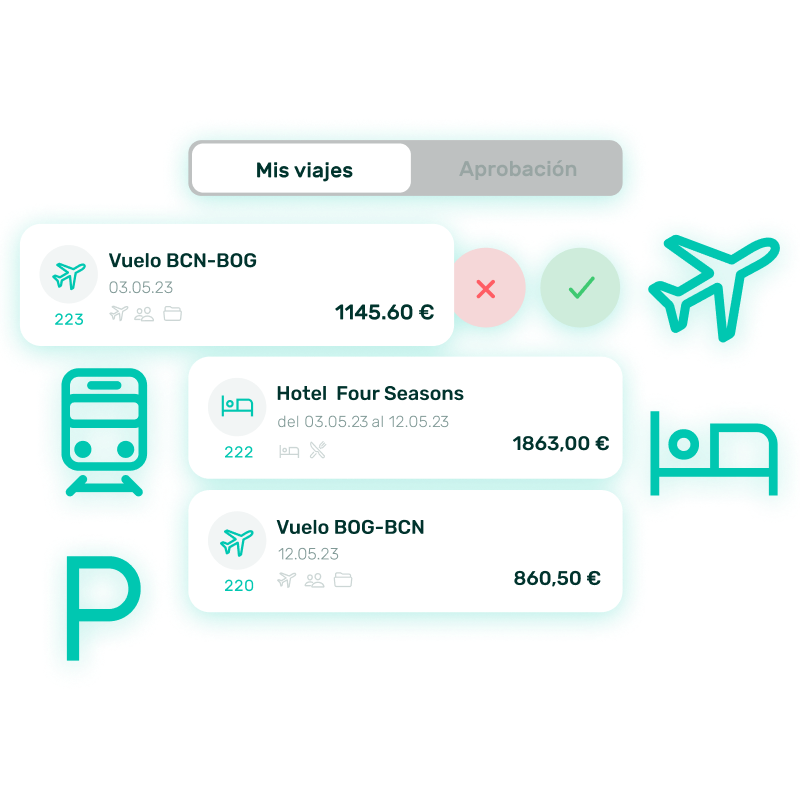 Mis viajes
Aprobación
Vuelo BCN-BOG
03.05.23
223
1145.60 €
Hotel Four Seasons
del 03.05.23 al 12.05.23
222
1863,00 €
Vuelo BOG-BCN
12.05.23
220
860,50 €
P